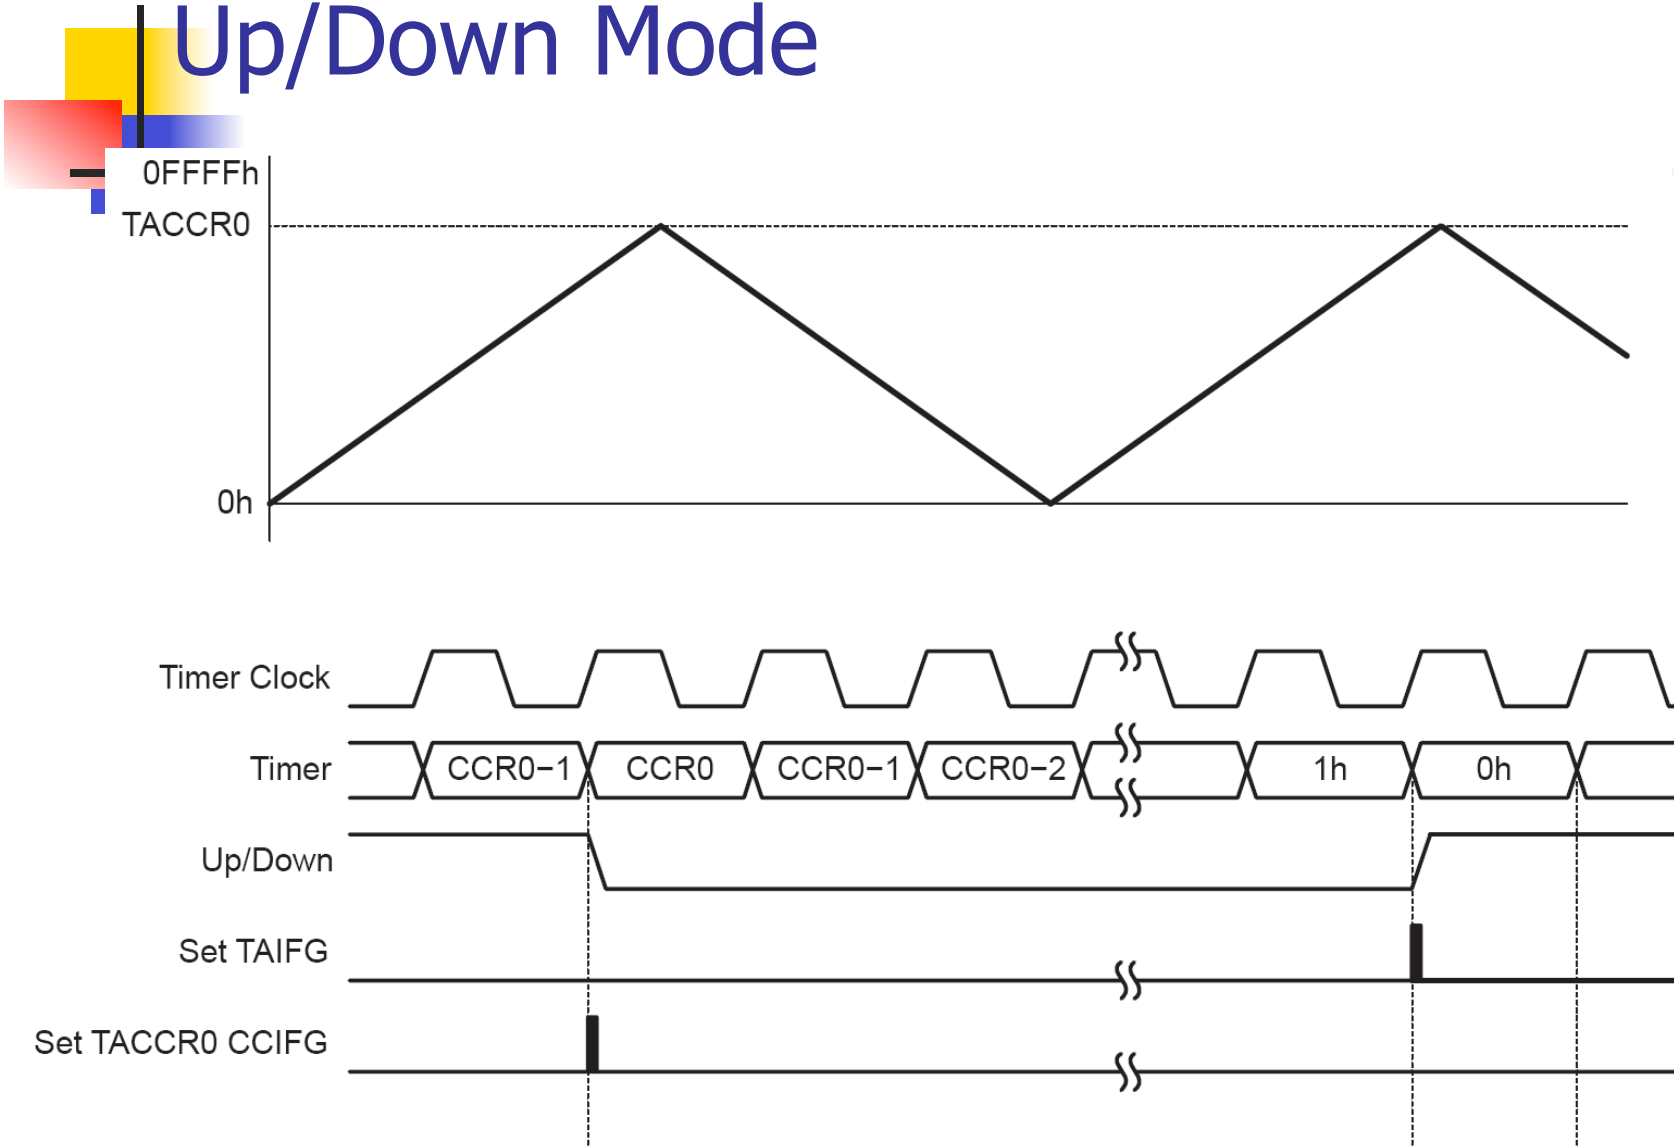 Up/Down Mode
0FFFFh
TACCR0
0h
Timer Clock
Timer CCR0−1 CCR0 CCR0−1 CCR0−2 1h 0h
Up/Down
Set TAIFG
Set TACCR0 CCIFG